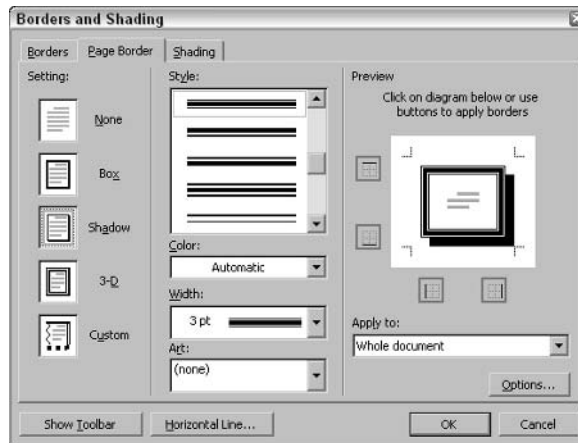 Borders and Shading
Borders
Page Border
Shading
Setting:
None
Box
Shadow
3-D
Custom
Style:
Color:
Automatic
Width:
3 pt
Art:
(none)
Preview
Click on diagram below or use
buttons to apply borders
Apply to:
Whole document
Options...
Show Toolbar
Horizontal Line...
OK
Cancel